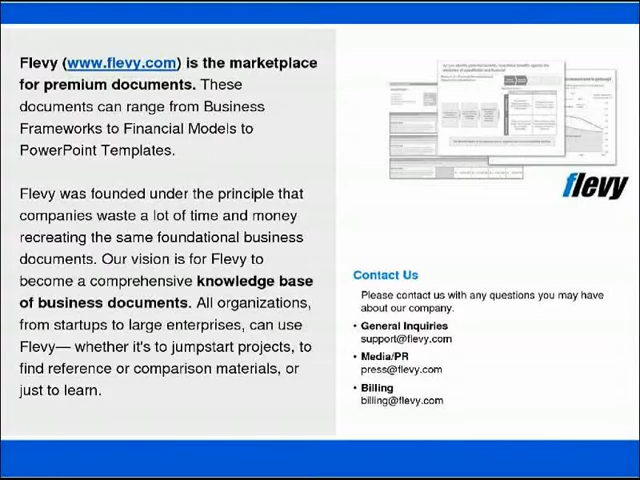 Flevy (www.flevy.com) is the marketplace
for premium documents. These
documents can range from Business
Frameworks to Financial Models to
PowerPoint Templates.
Flevy was founded under the principle that
companies waste a lot of time and money
recreating the same foundational business
documents. Our vision is for Flevy to
become a comprehensive knowledge base
of business documents. All organizations,
from startups to large enterprises, can use
Flevy— whether it's to jumpstart projects, to
find reference or comparison materials, or
just to learn.
flevy
Contact Us
Please contact us with any questions you may have
about our company.
• General Inquiries
support@flevy.com
• Media/PR
press@flevy.com
• Billing
billing@flevy.com